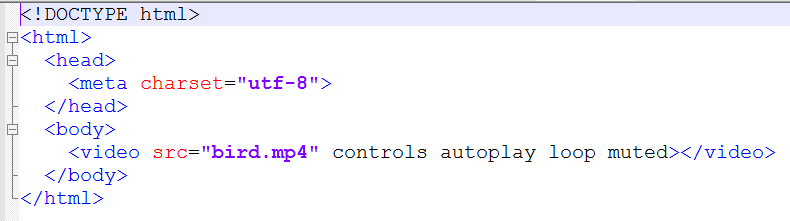 <!DOCTYPE html>
<html>
<head>
<meta charset="utf-8">
</head>
<body>
<video src="bird.mp4" controls autoplay loop muted></video>
</body>
</html>